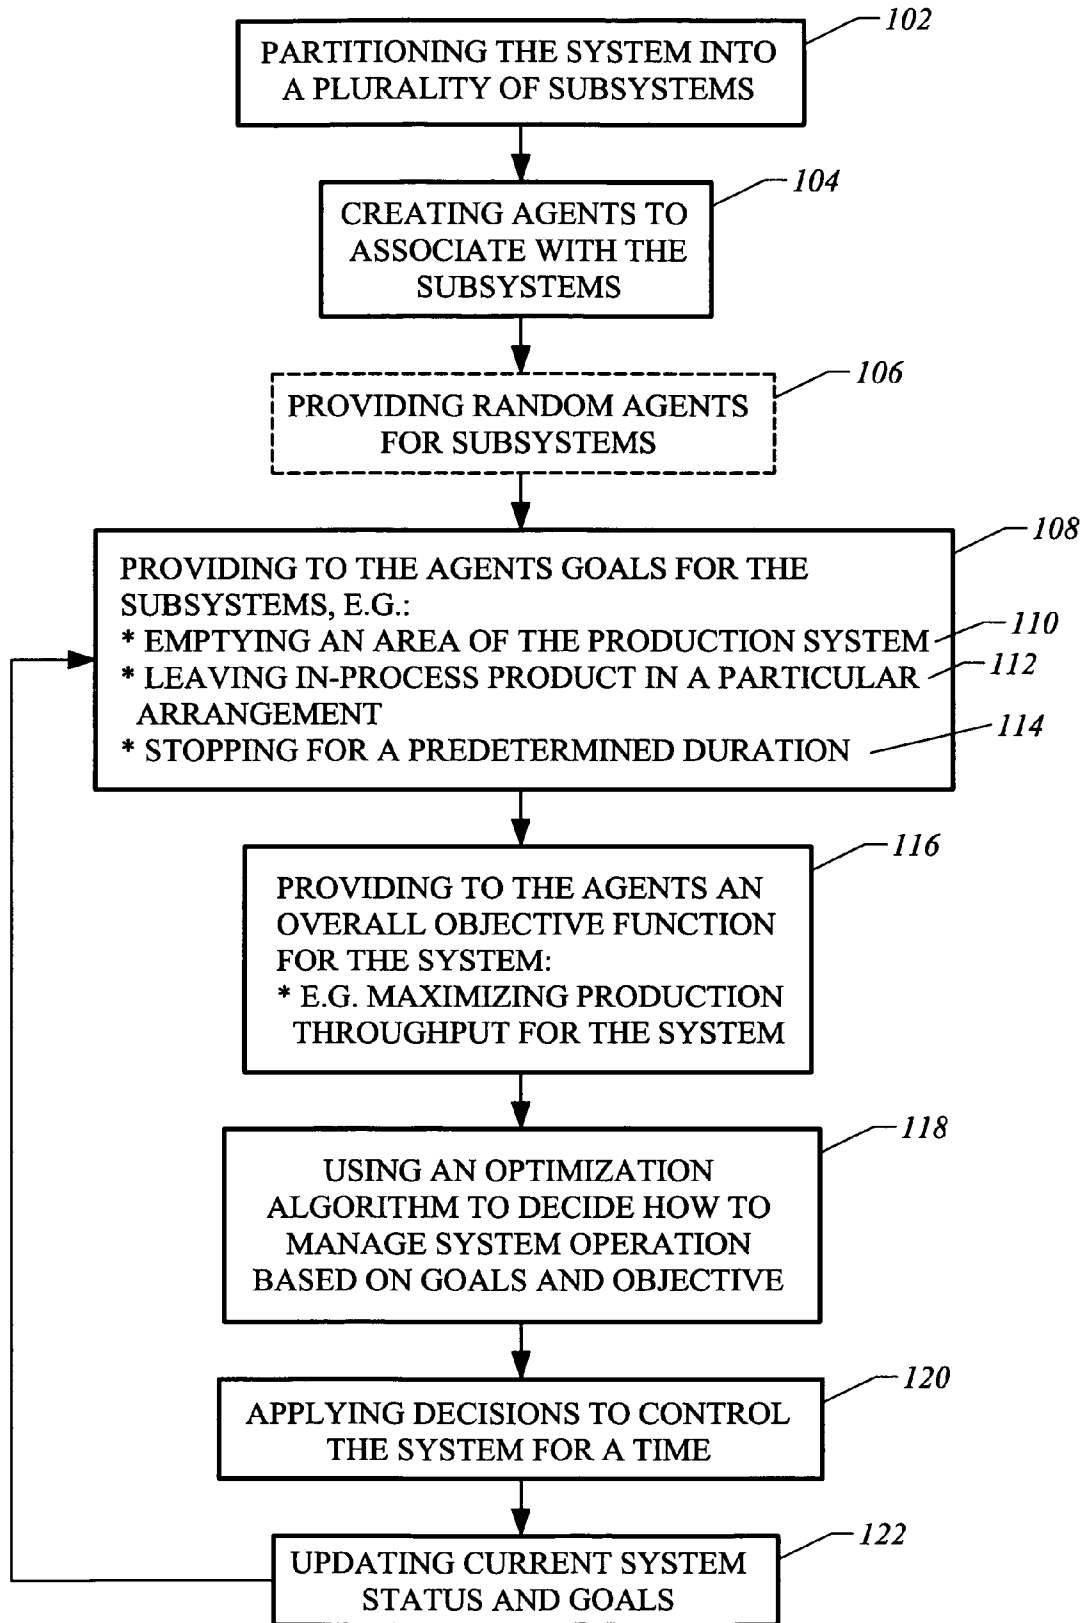 102
PARTITIONING THE SYSTEM INTO
A PLURALITY OF SUBSYSTEMS
104
CREATING AGENTS TO
ASSOCIATE WITH THE
SUBSYSTEMS
106
PROVIDING RANDOM AGENTS
FOR SUBSYSTEMS
108
PROVIDING TO THE AGENTS GOALS FOR THE
SUBSYSTEMS, E.G.:
* EMPTYING AN AREA OF THE PRODUCTION SYSTEM 110
* LEAVING IN-PROCESS PRODUCT IN A PARTICULAR 112
ARRANGEMENT
* STOPPING FOR A PREDETERMINED DURATION 114
116
PROVIDING TO THE AGENTS AN
OVERALL OBJECTIVE FUNCTION
FOR THE SYSTEM:
* E.G. MAXIMIZING PRODUCTION
THROUGHPUT FOR THE SYSTEM
118
USING AN OPTIMIZATION
ALGORITHM TO DECIDE HOW TO
MANAGE SYSTEM OPERATION
BASED ON GOALS AND OBJECTIVE
120
APPLYING DECISIONS TO CONTROL
THE SYSTEM FOR A TIME
122
UPDATING CURRENT SYSTEM
STATUS AND GOALS